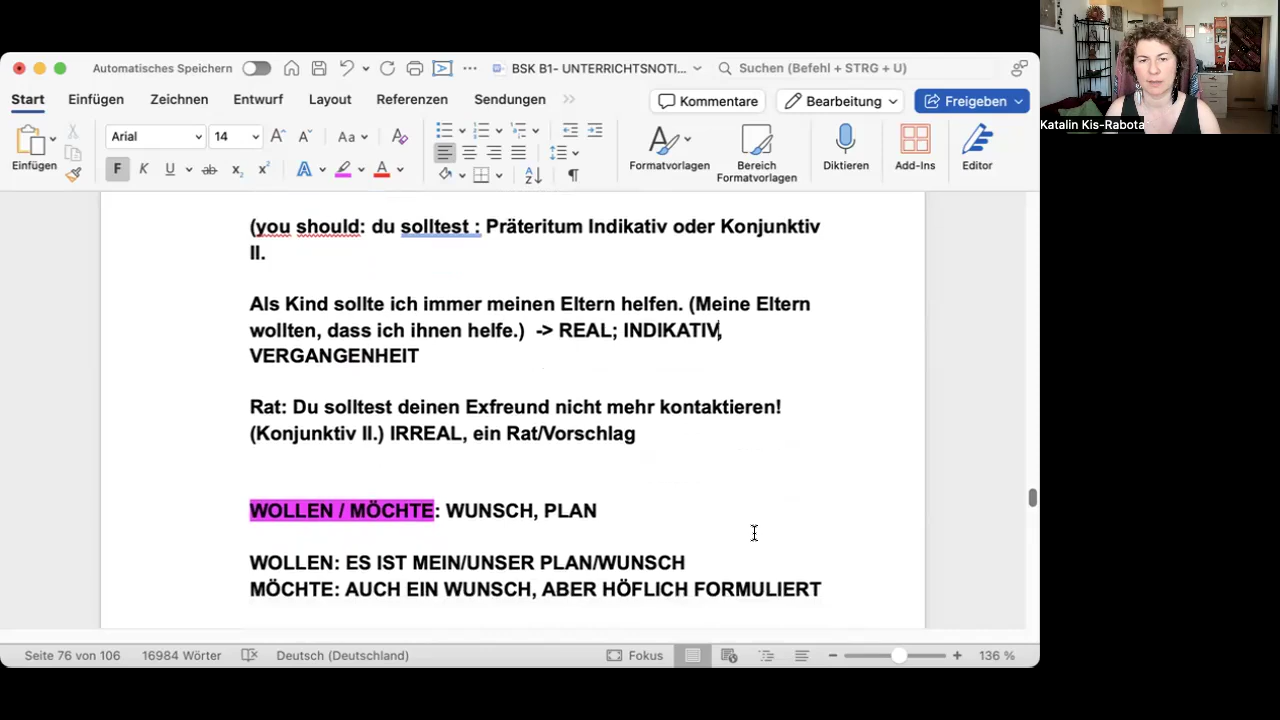 Automatisches Speichern
BSK B1- UNTERRICHTSNOTI...
Suchen (Befehl + STRG + U)
Katalin Kis-Rabota
Start Einfügen Zeichnen Entwurf Layout Referenzen Sendungen
Kommentare Bearbeitung Freigeben
Einfügen
Arial 14
Formatvorlagen
Bereich Formatvorlagen
Diktieren
Add-Ins
Editor
(you should: du solltest : Präteritum Indikativ oder Konjunktiv
II.
Als Kind sollte ich immer meinen Eltern helfen. (Meine Eltern
wollten, dass ich ihnen helfe.) -> REAL; INDIKATIV,
VERGANGENHEIT
Rat: Du solltest deinen Exfreund nicht mehr kontaktieren!
(Konjunktiv II.) IRREAL, ein Rat/Vorschlag
WOLLEN / MÖCHTE: WUNSCH, PLAN
WOLLEN: ES IST MEIN/UNSER PLAN/WUNSCH
MÖCHTE: AUCH EIN WUNSCH, ABER HÖFLICH FORMULIERT
Seite 76 von 106 16984 Wörter Deutsch (Deutschland) Fokus 136 %